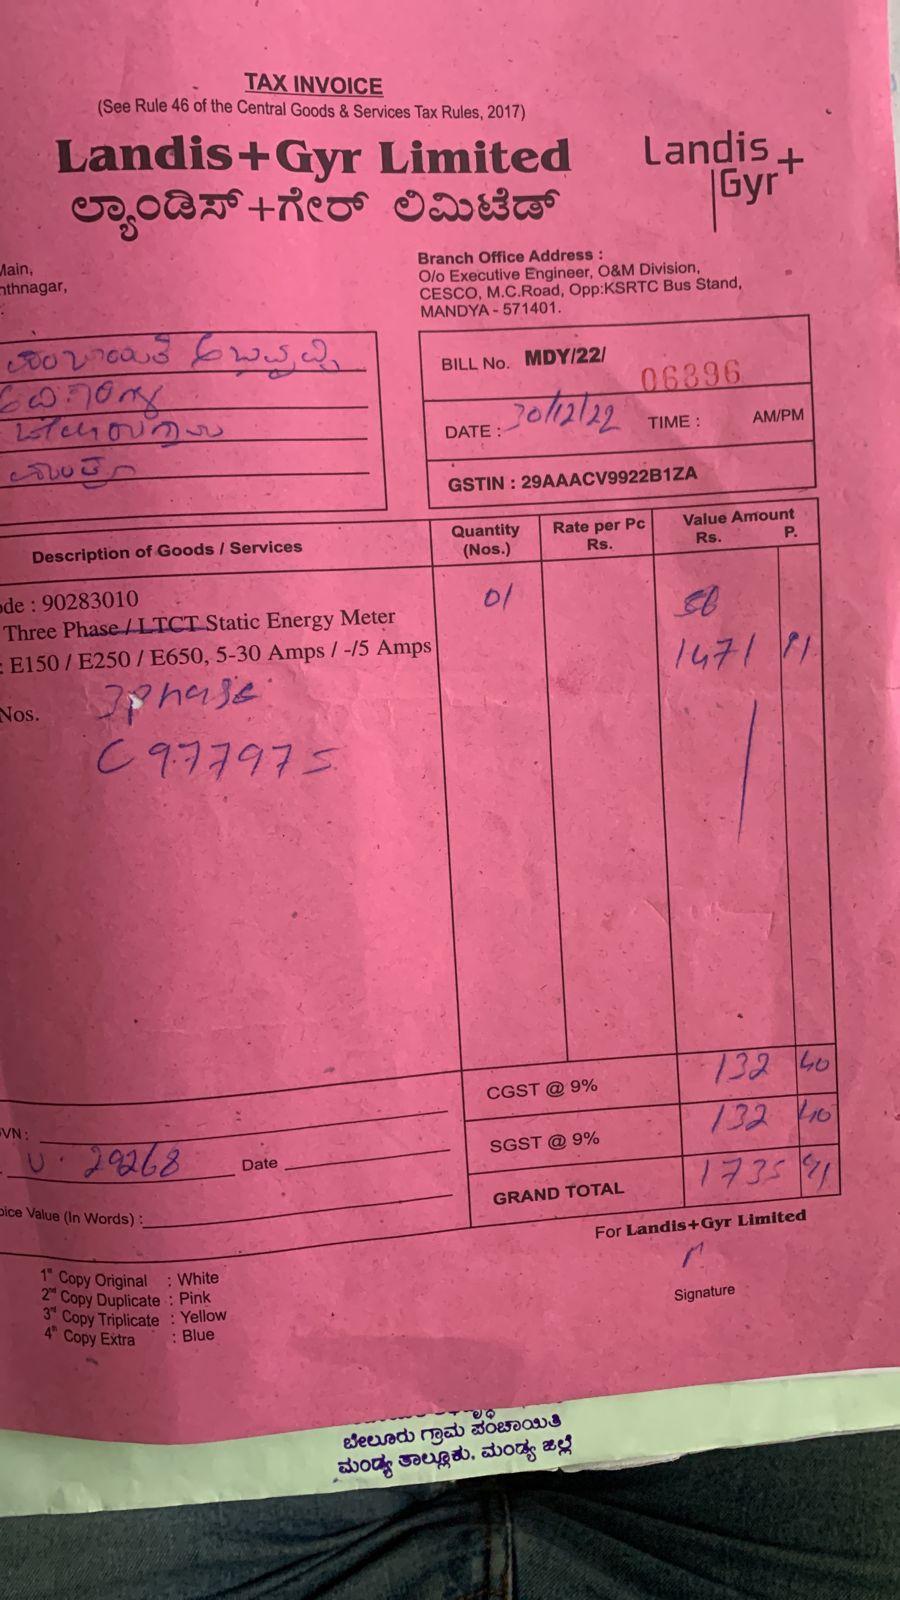 TAX INVOICE
(See Rule 46 of the Central Goods & Services Tax Rules, 2017)
Landis+Gyr Limited
Landis
Gyr+
ಲ್ಯಾಂಡಿಸ್+ಗೇರ್ ಲಿಮಿಟೆಡ್
Main,
nthnagar,
Branch Office Address :
O/o Executive Engineer, O&M Division,
CESCO, M.C.Road, Opp:KSRTC Bus Stand,
MANDYA - 571401.
BILL No. MDY/22/ 06396
DATE : 30/12/22 TIME : AM/PM
GSTIN : 29AAACV9922B1ZA
Description of Goods / Services
Quantity (Nos.)
Rate per Pc Rs.
Value Amount
Rs. P.
ode : 90283010
01
Three Phase / LTCT Static Energy Meter
: E150 / E250 / E650, 5-30 Amps / -/5 Amps
1471
Nos. 3phase
C977975
CGST @ 9% 132 40
SGST @ 9% 132 40
GRAND TOTAL 1735 91
VN :
29268 Date
oice Value (In Words) :
For Landis+Gyr Limited
Signature
1st Copy Original : White
2nd Copy Duplicate : Pink
3rd Copy Triplicate : Yellow
4th Copy Extra : Blue
ಬೇಲೂರು ಗ್ರಾಮ ಪಂಚಾಯಿತಿ
ಮಂಡ್ಯ ತಾಲ್ಲೂಕು, ಮಂಡ್ಯ ಜಿಲ್ಲೆ